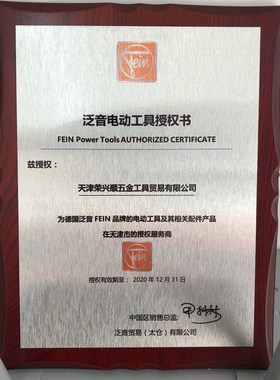 Fein
泛音电动工具授权书
FEIN Power Tools AUTHORIZED CERTIFICATE
兹授权：
天津荣兴顺五金工具贸易有限公司
为德国泛音 FEIN 品牌的电动工具及其相关配件产品
在天津市的授权服务商
Fein
授权有效期至： 2020 年 12 月 31 日
中国区销售总监:
泛音贸易（太仓）有限公司